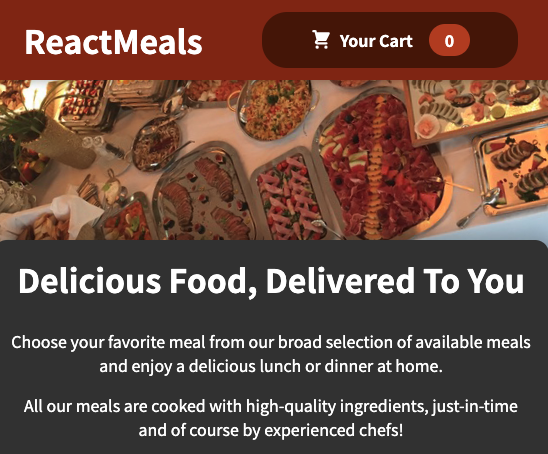 ReactMeals
Your Cart 0
Delicious Food, Delivered To You
Choose your favorite meal from our broad selection of available meals
and enjoy a delicious lunch or dinner at home.
All our meals are cooked with high-quality ingredients, just-in-time
and of course by experienced chefs!